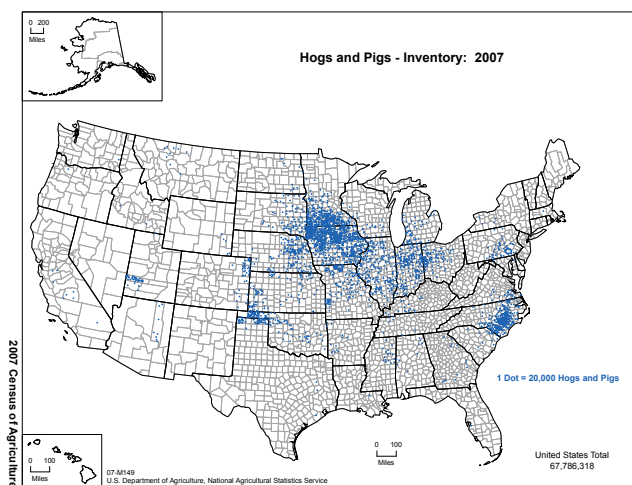 0 200
Miles
Hogs and Pigs - Inventory: 2007
1 Dot = 20,000 Hogs and Pigs
2007 Census of Agriculture
0 100
Miles
0 100
Miles
United States Total
67,786,318
07-M149
U.S. Department of Agriculture, National Agricultural Statistics Service